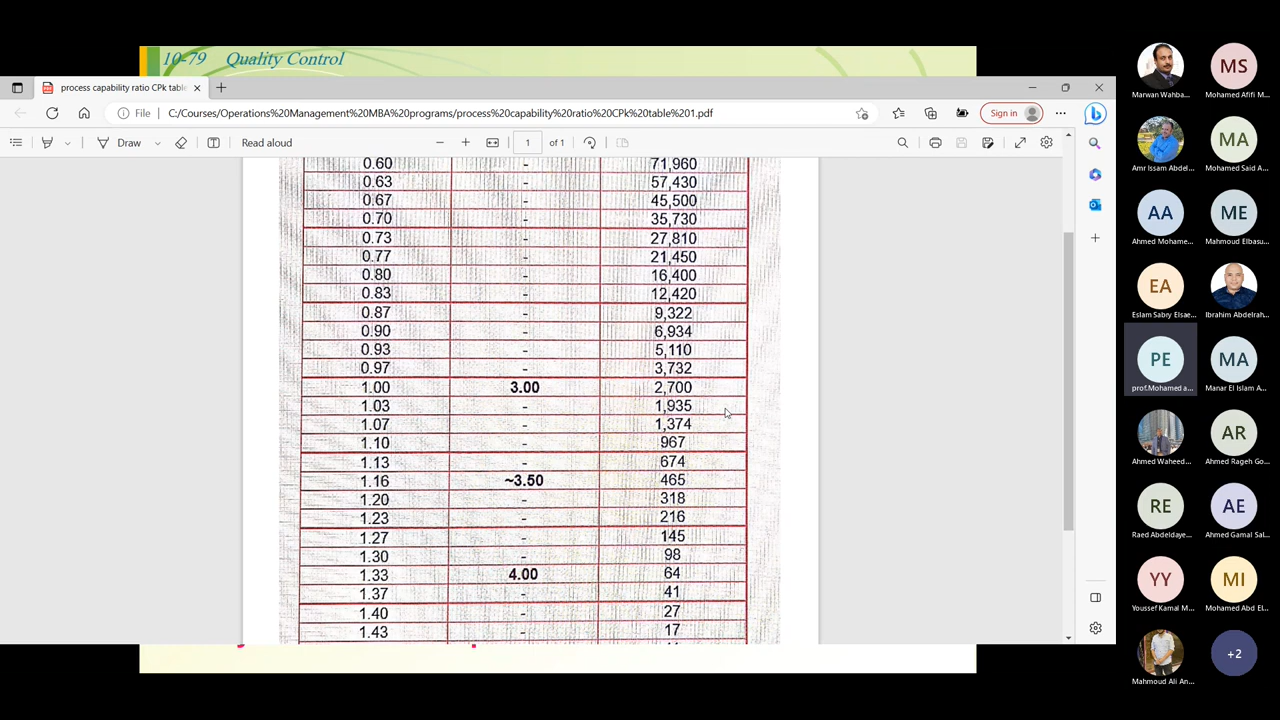 10-79 Quality Control
process capability ratio CPk table
File C:/Courses/Operations%20Management%20MBA%20programs/process%20capability%20ratio%20CPk%20table%201.pdf
Sign in
Draw
Read aloud
1 of 1
0.60 - 71,960
0.63 - 57,430
0.67 - 45,500
0.70 - 35,730
0.73 - 27,810
0.77 - 21,450
0.80 - 16,400
0.83 - 12,420
0.87 - 9,322
0.90 - 6,934
0.93 - 5,110
0.97 - 3,732
1.00 3.00 2,700
1.03 - 1,935
1.07 - 1,374
1.10 - 967
1.13 - 674
1.16 ~3.50 465
1.20 - 318
1.23 - 216
1.27 - 145
1.30 - 98
1.33 4.00 64
1.37 - 41
1.40 - 27
1.43 - 17
MS
Marwan Wahba... Mohamed Afifi M...
MA
Amr Issam Abdel... Mohamed Said A...
AA ME
Ahmed Mohame... Mahmoud Elbasu...
EA
Eslam Sabry Elsae... Ibrahim Abdelrah...
PE MA
prof.Mohamed a... Manar El Islam A...
AR
Ahmed Waheed... Ahmed Rageh Go...
RE AE
Raed Abdeldaye... Ahmed Gamal Sal...
YY MI
Youssef Kamal M... Mohamed Abd El...
+2
Mahmoud Ali An...